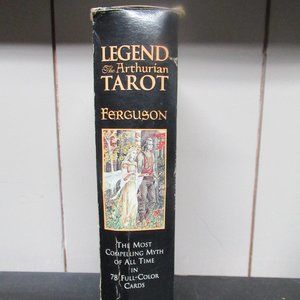 LEGEND
The Arthurian
TAROT
FERGUSON
THE MOST
COMPELLING MYTH
OF ALL TIME
IN
78 FULL-COLOR
CARDS